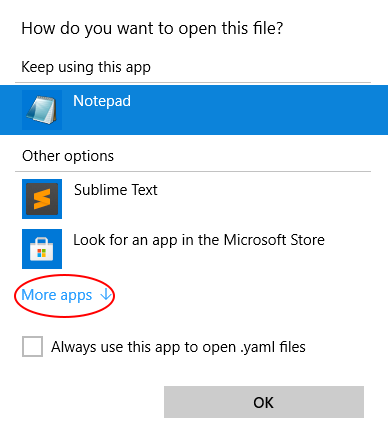 How do you want to open this file?
Keep using this app
Notepad
Other options
Sublime Text
Look for an app in the Microsoft Store
More apps ↓
Always use this app to open .yaml files
OK